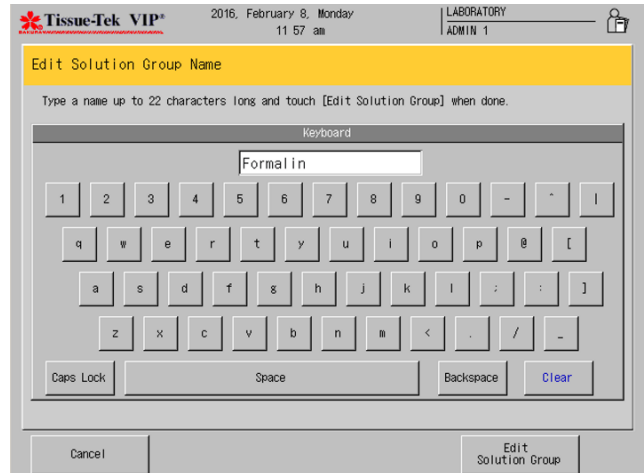 Tissue-Tek VIP®
SAKURA
2016, February 8, Monday
11 57 am
LABORATORY
ADMIN 1
Edit Solution Group Name
Type a name up to 22 characters long and touch [Edit Solution Group] when done.
Keyboard
Formalin
1 2 3 4 5 6 7 8 9 0 - ^ |
q w e r t y u i o p @ [
a s d f g h j k l ; : ]
z x c v b n m < . / _
Caps Lock Space Backspace Clear
Cancel
Edit
Solution Group